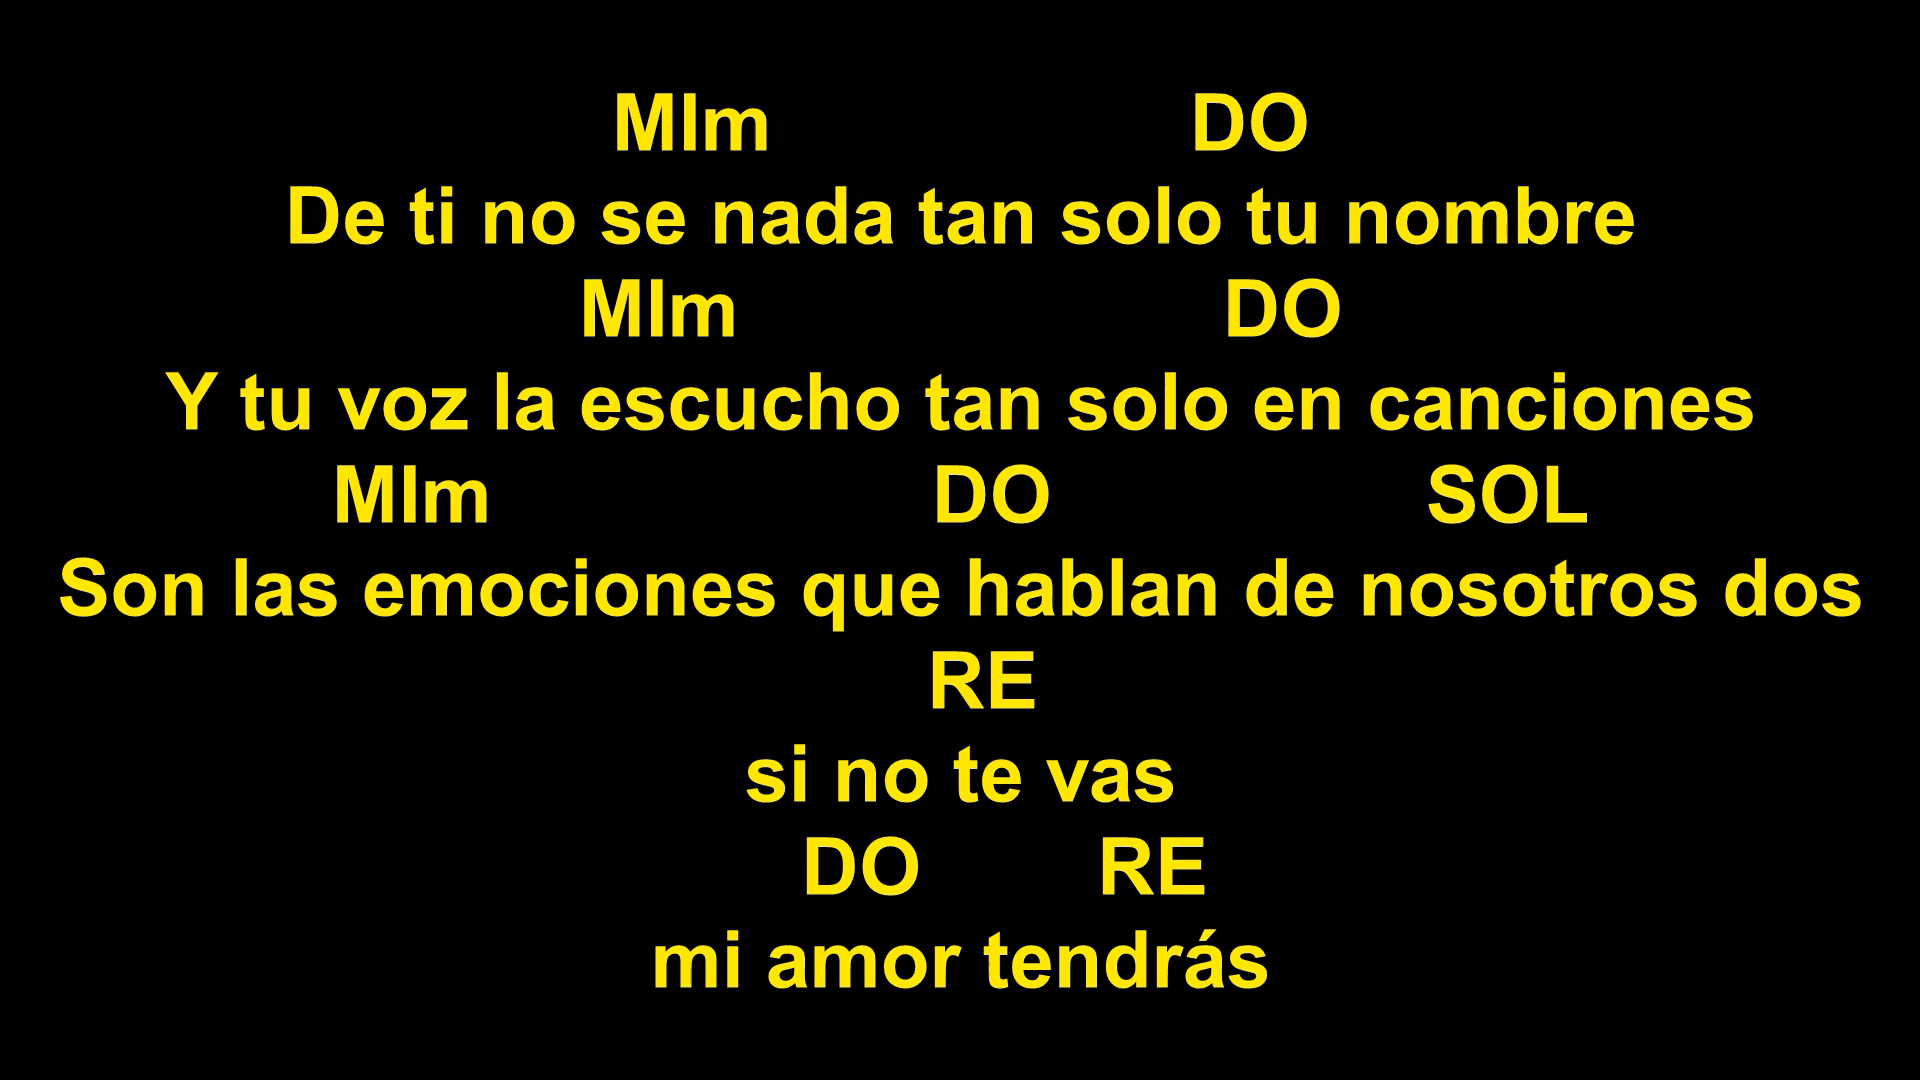 MIm DO
De ti no se nada tan solo tu nombre
MIm DO
Y tu voz la escucho tan solo en canciones
MIm DO SOL
Son las emociones que hablan de nosotros dos
RE
si no te vas
DO RE
mi amor tendrás